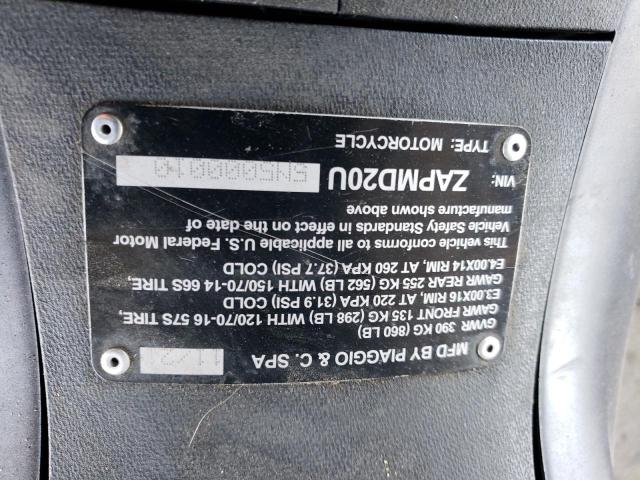 MFD BY PIAGGIO & C. SPA 11/2
GVWR 390 KG (860 LB)
GAWR FRONT 135 KG (298 LB) WITH 120/70-16 57S TIRE,
E3.00X16 RIM, AT 220 KPA (31.9 PSI) COLD
GAWR REAR 255 KG (562 LB) WITH 150/70-14 66S TIRE,
E4.00X14 RIM, AT 260 KPA (37.7 PSI) COLD
This vehicle conforms to all applicable U.S. Federal Motor
Vehicle Safety Standards in effect on the date of
manufacture shown above
VIN: ZAPMD20U
TYPE: MOTORCYCLE